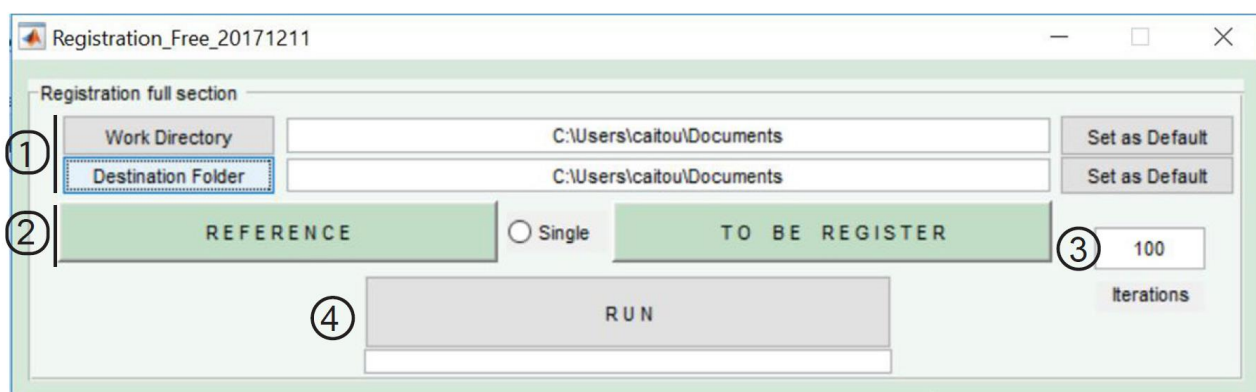 Registration_Free_20171211
Registration full section
① Work Directory C:\Users\caitou\Documents Set as Default
Destination Folder C:\Users\caitou\Documents Set as Default
② REFERENCE Single TO BE REGISTER ③ 100
Iterations
④ RUN